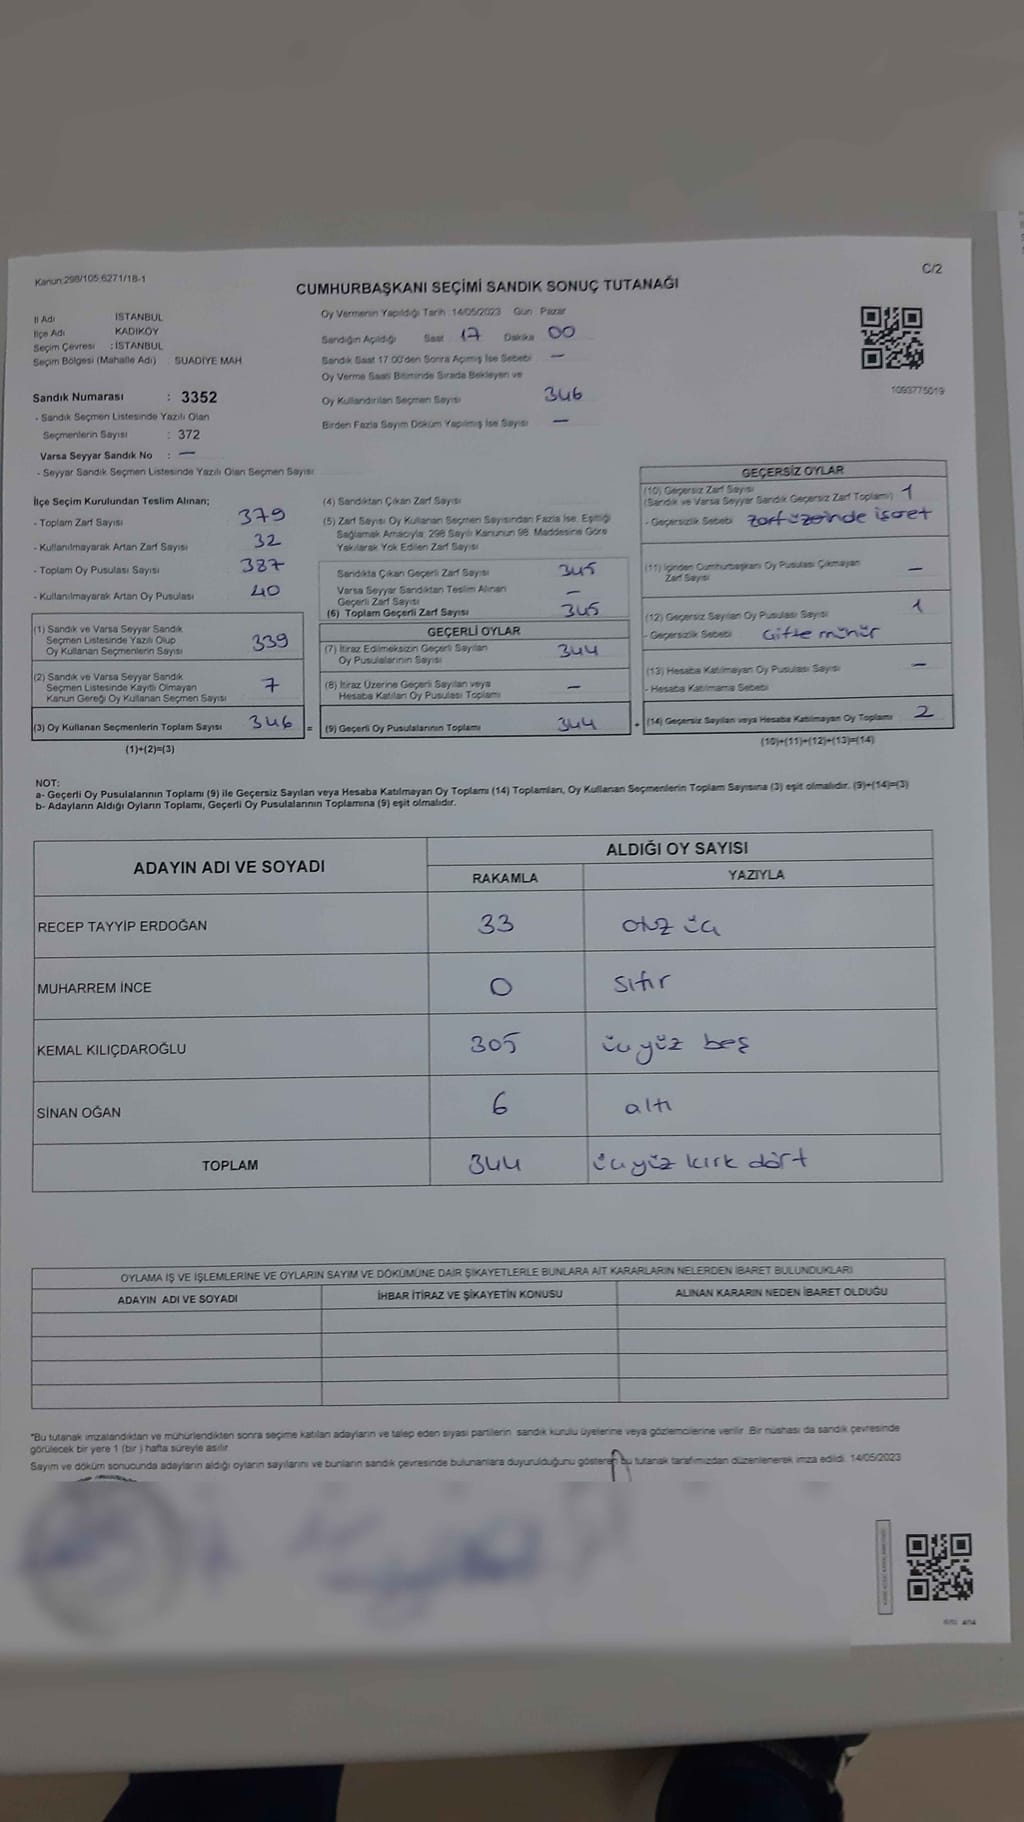 Kanun:298/105,6271/18-1
C/2
CUMHURBAŞKANI SEÇİMİ SANDIK SONUÇ TUTANAĞI
İl Adı İSTANBUL
İlçe Adı KADIKÖY
Seçim Çevresi : İSTANBUL
Seçim Bölgesi (Mahalle Adı) : SUADİYE MAH
Sandık Numarası : 3352
- Sandık Seçmen Listesinde Yazılı Olan
Seçmenlerin Sayısı : 372
Varsa Seyyar Sandık No : —
- Seyyar Sandık Seçmen Listesinde Yazılı Olan Seçmen Sayısı
Oy Vermenin Yapıldığı Tarih :14/05/2023 Gün Pazar
Sandığın Açıldığı Saat 17 Dakika 00
Sandık Saat 17:00'den Sonra Açımış İse Sebebi —
Oy Verme Saati Bitiminde Sırada Bekleyen ve
Oy Kullandırılan Seçmen Sayısı 346
Birden Fazla Sayım Döküm Yapılmış İse Sayısı —
1093775019
İlçe Seçim Kurulundan Teslim Alınan;
- Toplam Zarf Sayısı 379
- Kullanılmayarak Artan Zarf Sayısı 32
- Toplam Oy Pusulası Sayısı 387
- Kullanılmayarak Artan Oy Pusulası 40
(1) Sandık ve Varsa Seyyar Sandık
Seçmen Listesinde Yazılı Olup
Oy Kullanan Seçmenlerin Sayısı 339
(2) Sandık ve Varsa Seyyar Sandık
Seçmen Listesinde Kayıtlı Olmayan
Kanun Gereği Oy Kullanan Seçmen Sayısı 7
(3) Oy Kullanan Seçmenlerin Toplam Sayısı 346 =
(1)+(2)=(3)
(4) Sandıktan Çıkan Zarf Sayısı
(5) Zarf Sayısı Oy Kullanan Seçmen Sayısından Fazla İse, Eşitliği
Sağlamak Amacıyla; 298 Sayılı Kanunun 98. Maddesine Göre
Yakılarak Yok Edilen Zarf Sayısı
Sandıkta Çıkan Geçerli Zarf Sayısı 345
Varsa Seyyar Sandıktan Teslim Alınan
Geçerli Zarf Sayısı —
(6) Toplam Geçerli Zarf Sayısı 345
GEÇERLİ OYLAR
(7) İtiraz Edilmeksizin Geçerli Sayılan
Oy Pusulalarının Sayısı 344
(8) İtiraz Üzerine Geçerli Sayılan veya
Hesaba Katılan Oy Pusulası Toplamı —
(9) Geçerli Oy Pusulalarının Toplamı 344 +
GEÇERSİZ OYLAR
(10) Geçersiz Zarf Sayısı
(Sandık ve Varsa Seyyar Sandık Geçersiz Zarf Toplamı) 1
- Geçersizlik Sebebi zarf üzerinde işaret
(11) İçinden Cumhurbaşkanı Oy Pusulası Çıkmayan
Zarf Sayısı —
(12) Geçersiz Sayılan Oy Pusulası Sayısı 1
- Geçersizlik Sebebi Çifte mühür
(13) Hesaba Katılmayan Oy Pusulası Sayısı —
- Hesaba Katılmama Sebebi
(14) Geçersiz Sayılan veya Hesaba Katılmayan Oy Toplamı 2
(10)+(11)+(12)+(13)=(14)
NOT:
a- Geçerli Oy Pusulalarının Toplamı (9) ile Geçersiz Sayılan veya Hesaba Katılmayan Oy Toplamı (14) Toplamları, Oy Kullanan Seçmenlerin Toplam Sayısına (3) eşit olmalıdır. (9)+(14)=(3)
b- Adayların Aldığı Oyların Toplamı, Geçerli Oy Pusulalarının Toplamına (9) eşit olmalıdır.
ADAYIN ADI VE SOYADI ALDIĞI OY SAYISI
RAKAMLA YAZIYLA
RECEP TAYYİP ERDOĞAN 33 otuz üç
MUHARREM İNCE 0 sıfır
KEMAL KILIÇDAROĞLU 305 üç yüz beş
SİNAN OĞAN 6 altı
TOPLAM 344 üç yüz kırk dört
OYLAMA İŞ VE İŞLEMLERİNE VE OYLARIN SAYIM VE DÖKÜMÜNE DAİR ŞİKAYETLERLE BUNLARA AİT KARARLARIN NELERDEN İBARET BULUNDUKLARI
ADAYIN ADI VE SOYADI İHBAR İTİRAZ VE ŞİKAYETİN KONUSU ALINAN KARARIN NEDEN İBARET OLDUĞU
*Bu tutanak imzalandıktan ve mühürlendikten sonra seçime katılan adayların ve talep eden siyasi partilerin sandık kurulu üyelerine veya gözlemcilerine verilir. Bir nüshası da sandık çevresinde
görülecek bir yere 1 (bir ) hafta süreyle asılır.
Sayım ve döküm sonucunda adayların aldığı oyların sayılarını ve bunların sandık çevresinde bulunanlara duyurulduğunu gösteren bu tutanak tarafımızdan düzenlenerek imza edildi. 14/05/2023